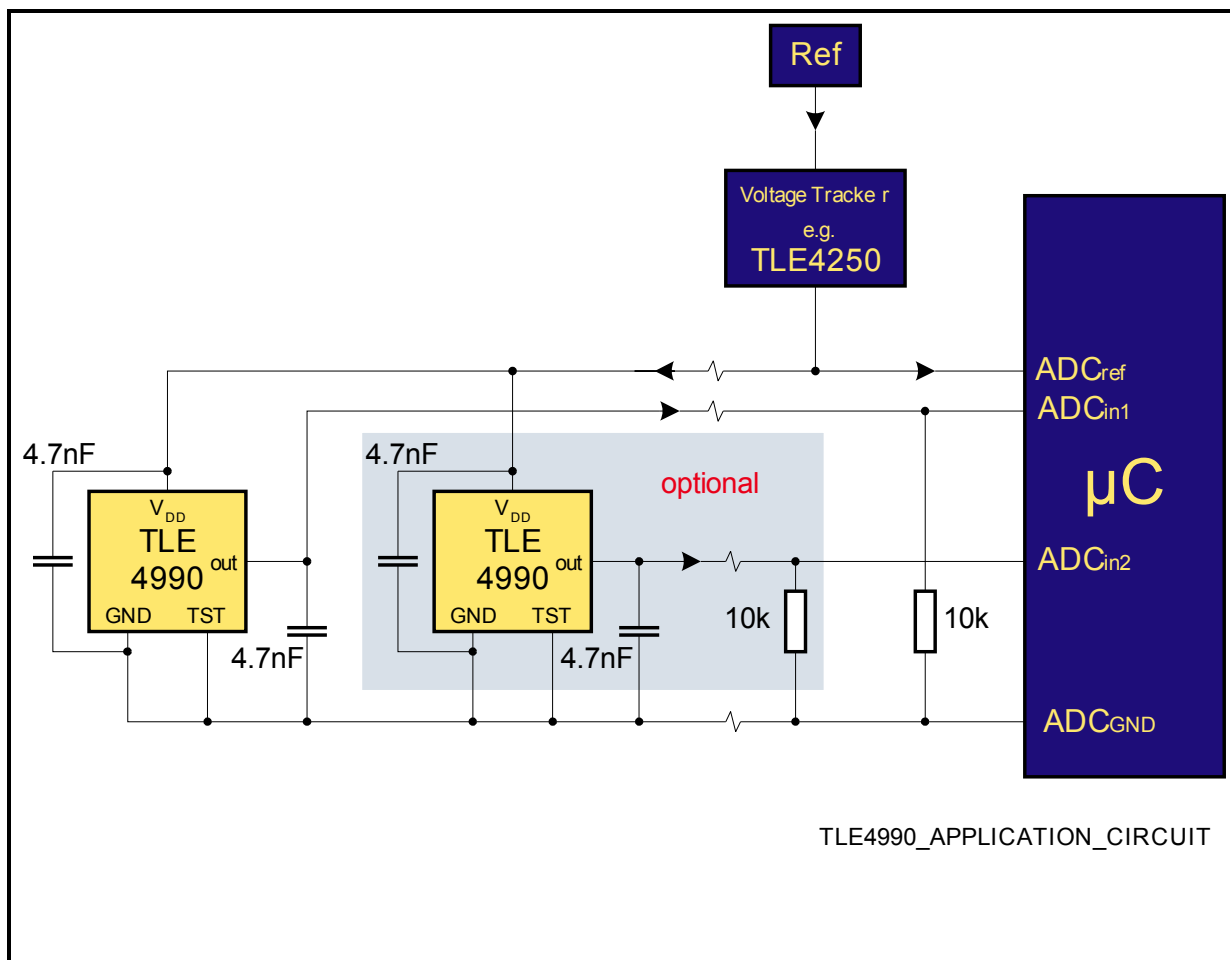 Ref
Voltage Tracke r
e.g.
TLE4250
ADCref
ADCin1
4.7nF
4.7nF
optional
µC
VDD
TLE
4990
out
GND TST
VDD
TLE
4990
out
GND TST
ADCin2
10k
10k
4.7nF
4.7nF
ADCGND
TLE4990_APPLICATION_CIRCUIT